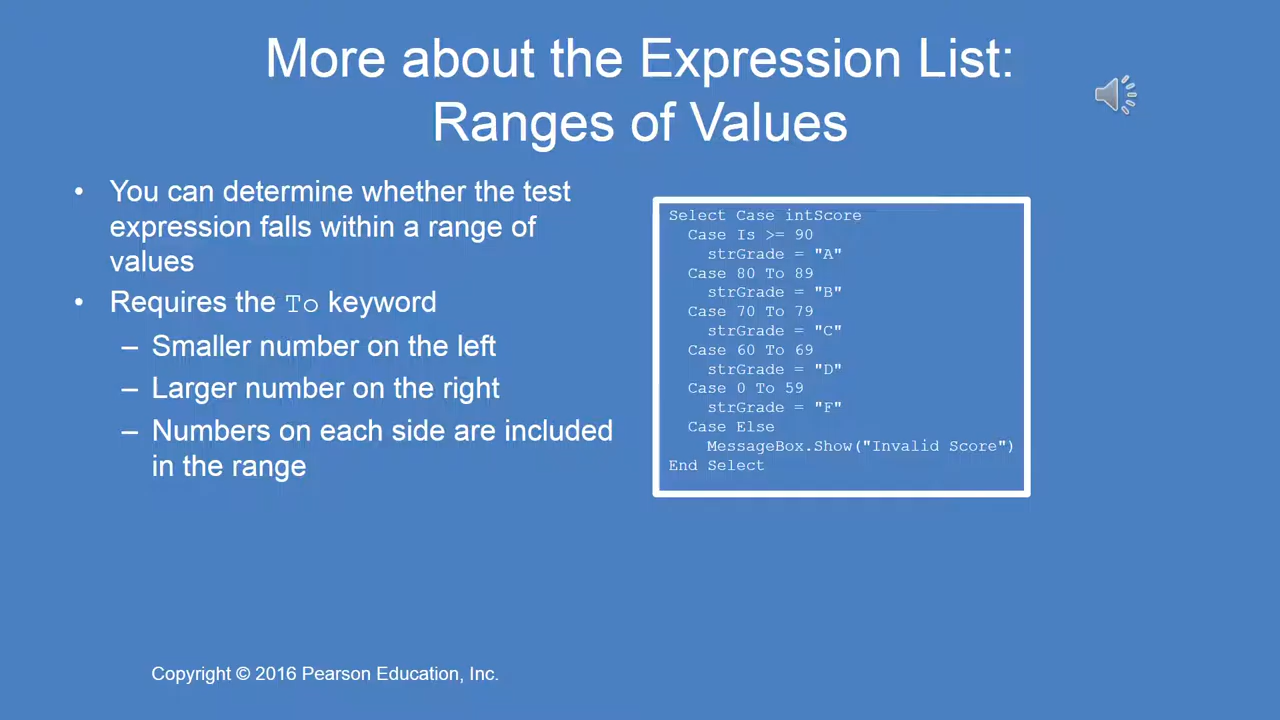 More about the Expression List:
Ranges of Values
• You can determine whether the test
expression falls within a range of
values
• Requires the To keyword
– Smaller number on the left
– Larger number on the right
– Numbers on each side are included
in the range
Select Case intScore
Case Is >= 90
strGrade = "A"
Case 80 To 89
strGrade = "B"
Case 70 To 79
strGrade = "C"
Case 60 To 69
strGrade = "D"
Case 0 To 59
strGrade = "F"
Case Else
MessageBox.Show("Invalid Score")
End Select
Copyright © 2016 Pearson Education, Inc.